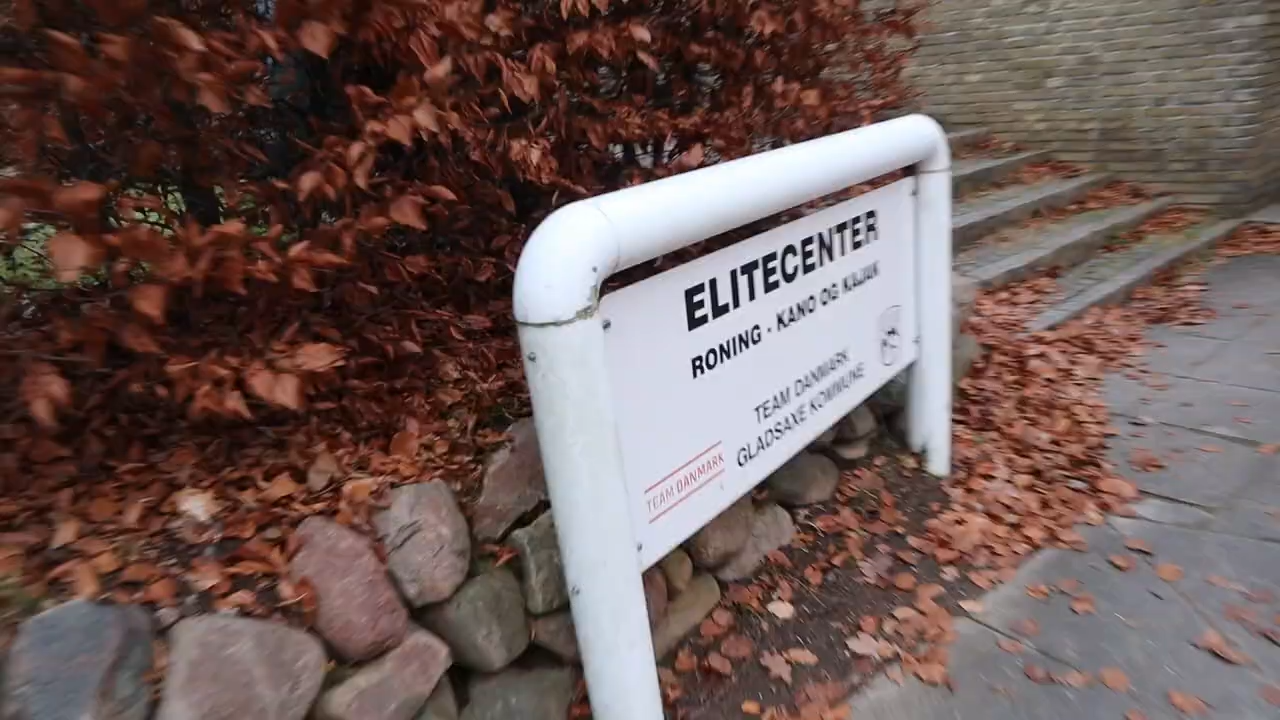 ELITECENTER
RONING - KANO OG KAJAK
TEAM DANMARK
GLADSAXE KOMMUNE
TEAM DANMARK